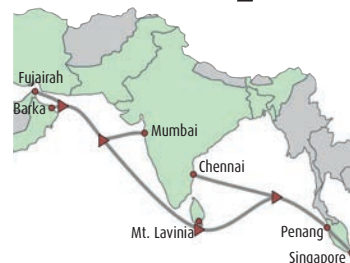 Fujairah
Barka
Mumbai
Chennai
Mt. Lavinia
Penang
Singapore